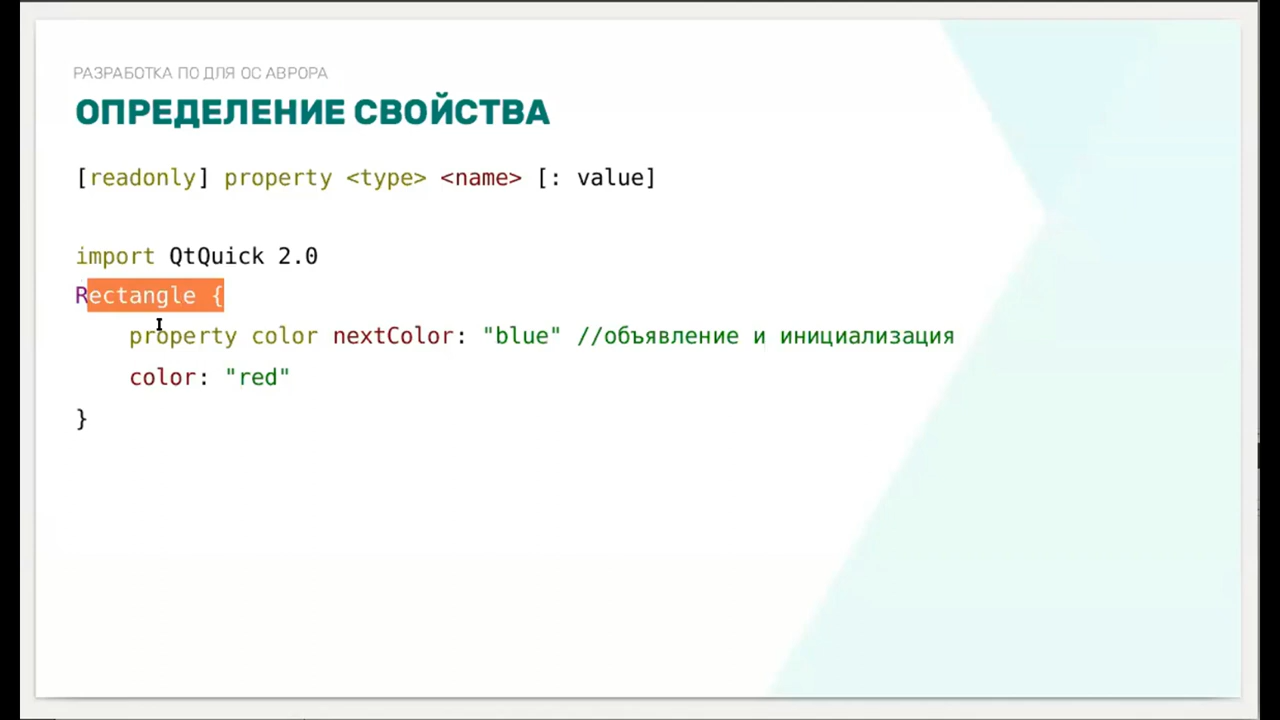 РАЗРАБОТКА ПО ДЛЯ ОС АВРОРА
ОПРЕДЕЛЕНИЕ СВОЙСТВА
[readonly] property <type> <name> [: value]
import QtQuick 2.0
Rectangle {
property color nextColor: "blue" //объявление и инициализация
color: "red"
}